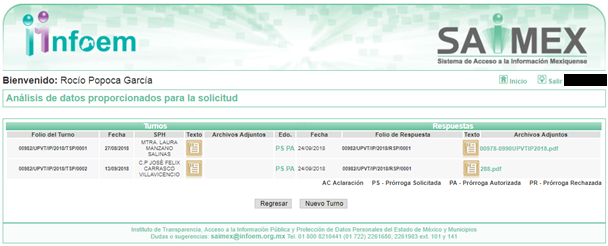 infoem
SAIMEX
Sistema de Acceso a la Información Mexiquense
Bienvenido: Rocío Popoca García
Inicio Salir
Análisis de datos proporcionados para la solicitud
Turnos Respuestas
Folio del Turno Fecha SPH Texto Archivos Adjuntos Edo. Fecha Folio de Respuesta Texto Archivos Adjuntos
00982/UPVT/IP/2018/TSP/0001 27/08/2018 MTRA. LAURA MANZANO SALINAS PS PA 24/09/2018 00982/UPVT/IP/2018/RSP/0001 00978-0990UPVTIP2018.pdf
00982/UPVT/IP/2018/TSP/0002 13/09/2018 C.P JOSÉ FELIX CARRASCO VILLAVICENCIO PS PA 24/09/2018 00982/UPVT/IP/2018/RSP/0001 298.pdf
AC Aclaración PS - Prórroga Solicitada PA - Prórroga Autorizada PR - Prórroga Rechazada
Regresar Nuevo Turno
Instituto de Transparencia, Acceso a la Información Pública y Protección de Datos Personales del Estado de México y Municipios
Dudas o sugerencias: saimex@infoem.org.mx Tel. 01 800 8210441 (01 722) 2261980, 2261983 ext. 101 y 141